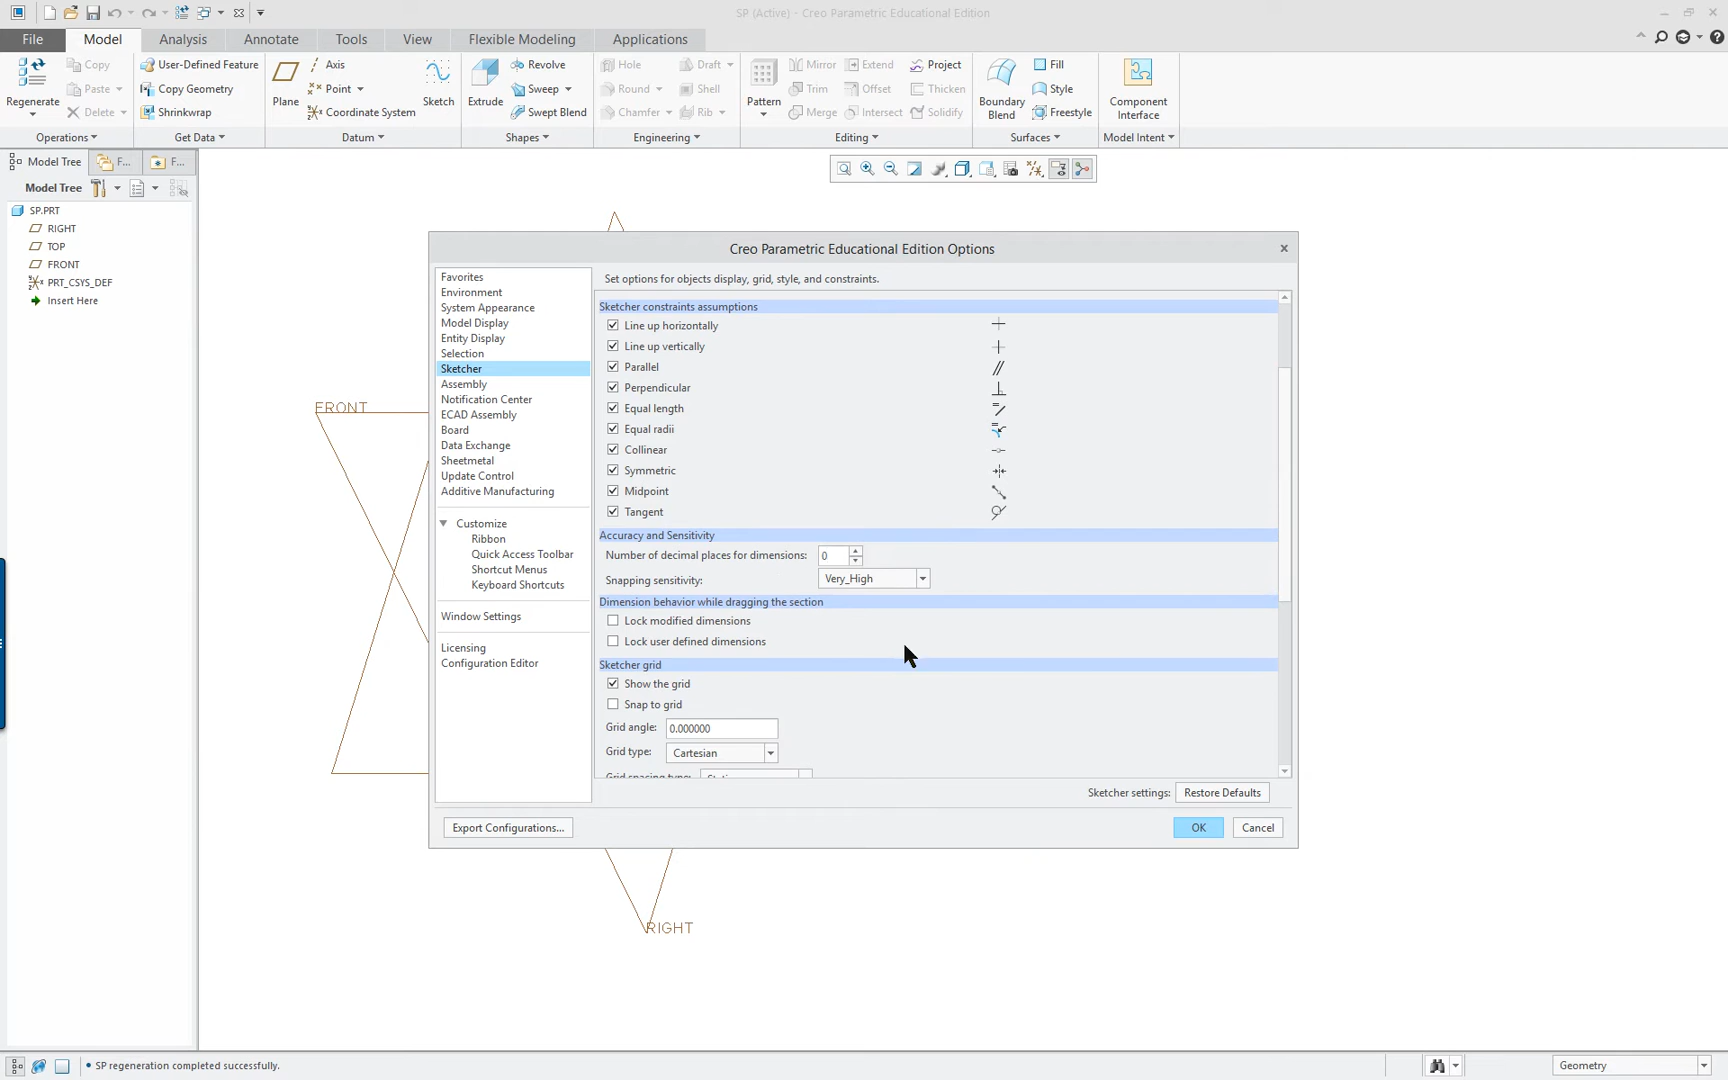 SP (Active) - Creo Parametric Educational Edition
File Model Analysis Annotate Tools View Flexible Modeling Applications
Regenerate
Copy
Paste
Delete
Operations
User-Defined Feature
Copy Geometry
Shrinkwrap
Get Data
Plane
Axis
Point
Coordinate System
Sketch
Datum
Extrude
Revolve
Sweep
Swept Blend
Shapes
Hole
Round
Chamfer
Draft
Shell
Rib
Engineering
Pattern
Mirror
Trim
Merge
Extend
Offset
Intersect
Project
Thicken
Solidify
Editing
Boundary
Blend
Fill
Style
Freestyle
Surfaces
Component
Interface
Model Intent
Model Tree F... F...
Model Tree
SP.PRT
RIGHT
TOP
FRONT
PRT_CSYS_DEF
Insert Here
FRONT
RIGHT
Creo Parametric Educational Edition Options
Favorites
Environment
System Appearance
Model Display
Entity Display
Selection
Sketcher
Assembly
Notification Center
ECAD Assembly
Board
Data Exchange
Sheetmetal
Update Control
Additive Manufacturing
Customize
Ribbon
Quick Access Toolbar
Shortcut Menus
Keyboard Shortcuts
Window Settings
Licensing
Configuration Editor
Set options for objects display, grid, style, and constraints.
Sketcher constraints assumptions
Line up horizontally
Line up vertically
Parallel
Perpendicular
Equal length
Equal radii
Collinear
Symmetric
Midpoint
Tangent
Accuracy and Sensitivity
Number of decimal places for dimensions: 0
Snapping sensitivity: Very_High
Dimension behavior while dragging the section
Lock modified dimensions
Lock user defined dimensions
Sketcher grid
Show the grid
Snap to grid
Grid angle: 0.000000
Grid type: Cartesian
Grid spacing type: Static
Sketcher settings: Restore Defaults
Export Configurations... OK Cancel
• SP regeneration completed successfully.
Geometry